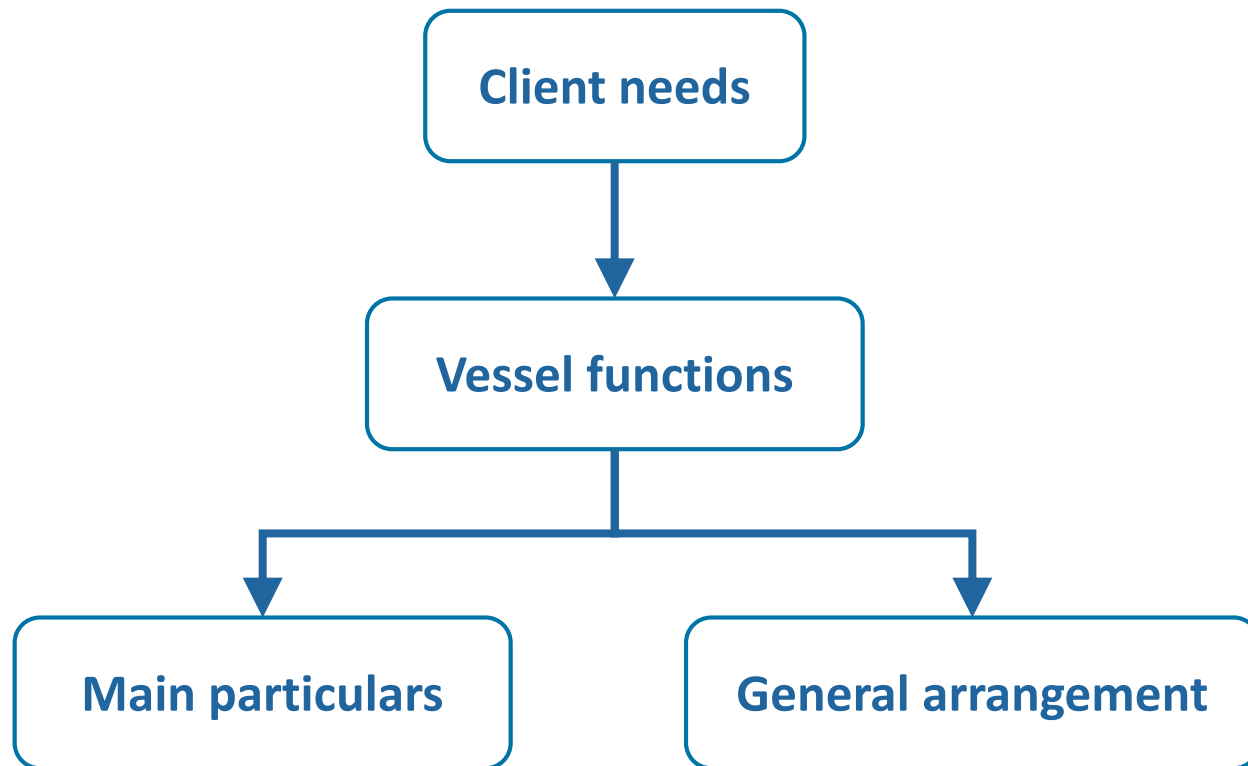 Client needs
Vessel functions
Main particulars
General arrangement